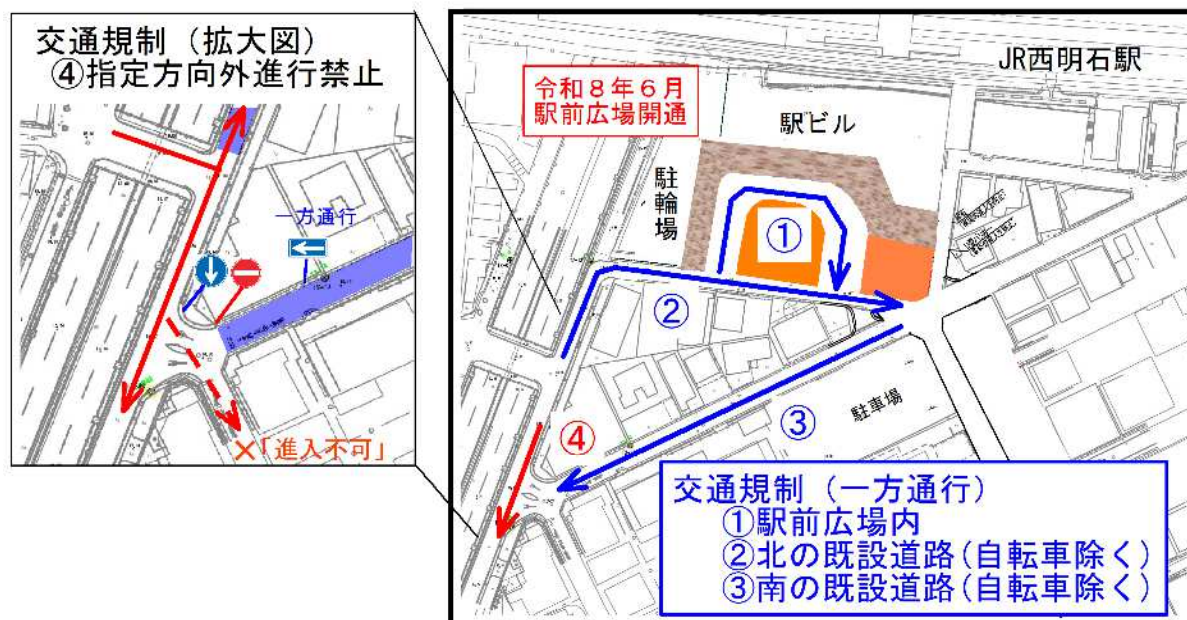 交通規制（拡大図）
④指定方向外進行禁止
一方通行
×「進入不可」
JR西明石駅
令和８年６月
駅前広場開通
駅ビル
駐輪場
①
②
③
④
駐車場
交通規制（一方通行）
①駅前広場内
②北の既設道路(自転車除く)
③南の既設道路(自転車除く)